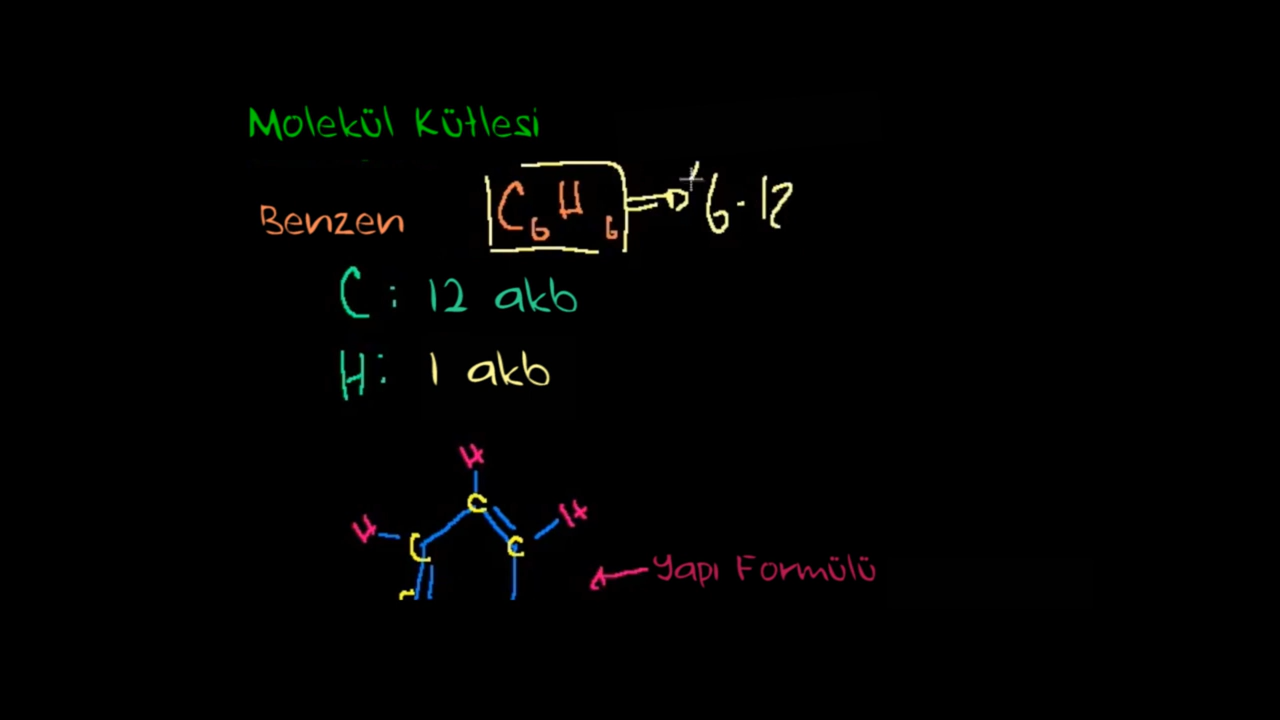 Molekül Kütlesi
Benzen C₆H₆ ⇒ 6·12
C: 12 akb
H: 1 akb
H
C
H
H
C
C
Yapı Formülü